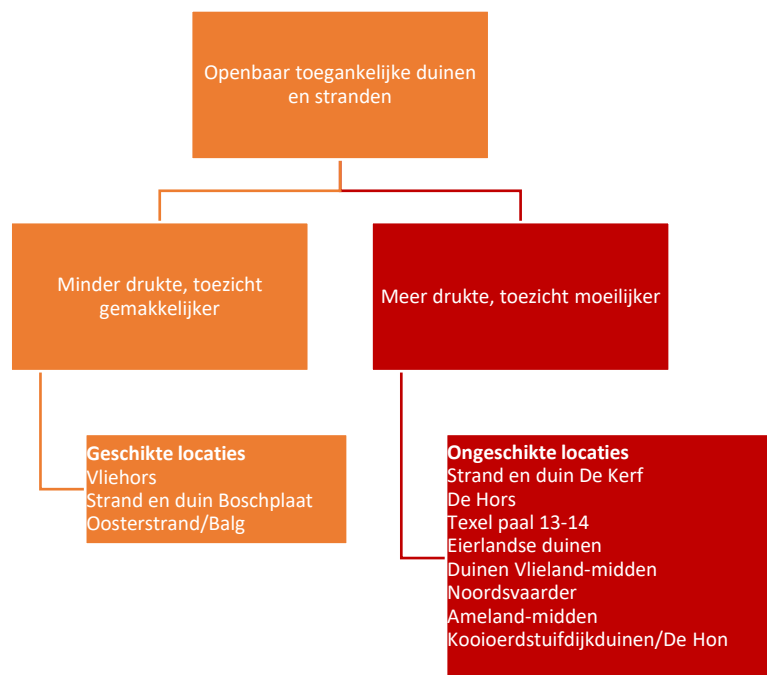 Openbaar toegankelijke duinen
en stranden
Minder drukte, toezicht
gemakkelijker
Meer drukte, toezicht moeilijker
Geschikte locaties
Vliehors
Strand en duin Boschplaat
Oosterstrand/Balg
Ongeschikte locaties
Strand en duin De Kerf
De Hors
Texel paal 13-14
Eierlandse duinen
Duinen Vlieland-midden
Noordsvaarder
Ameland-midden
Kooioerdstuifdijkduinen/De Hon